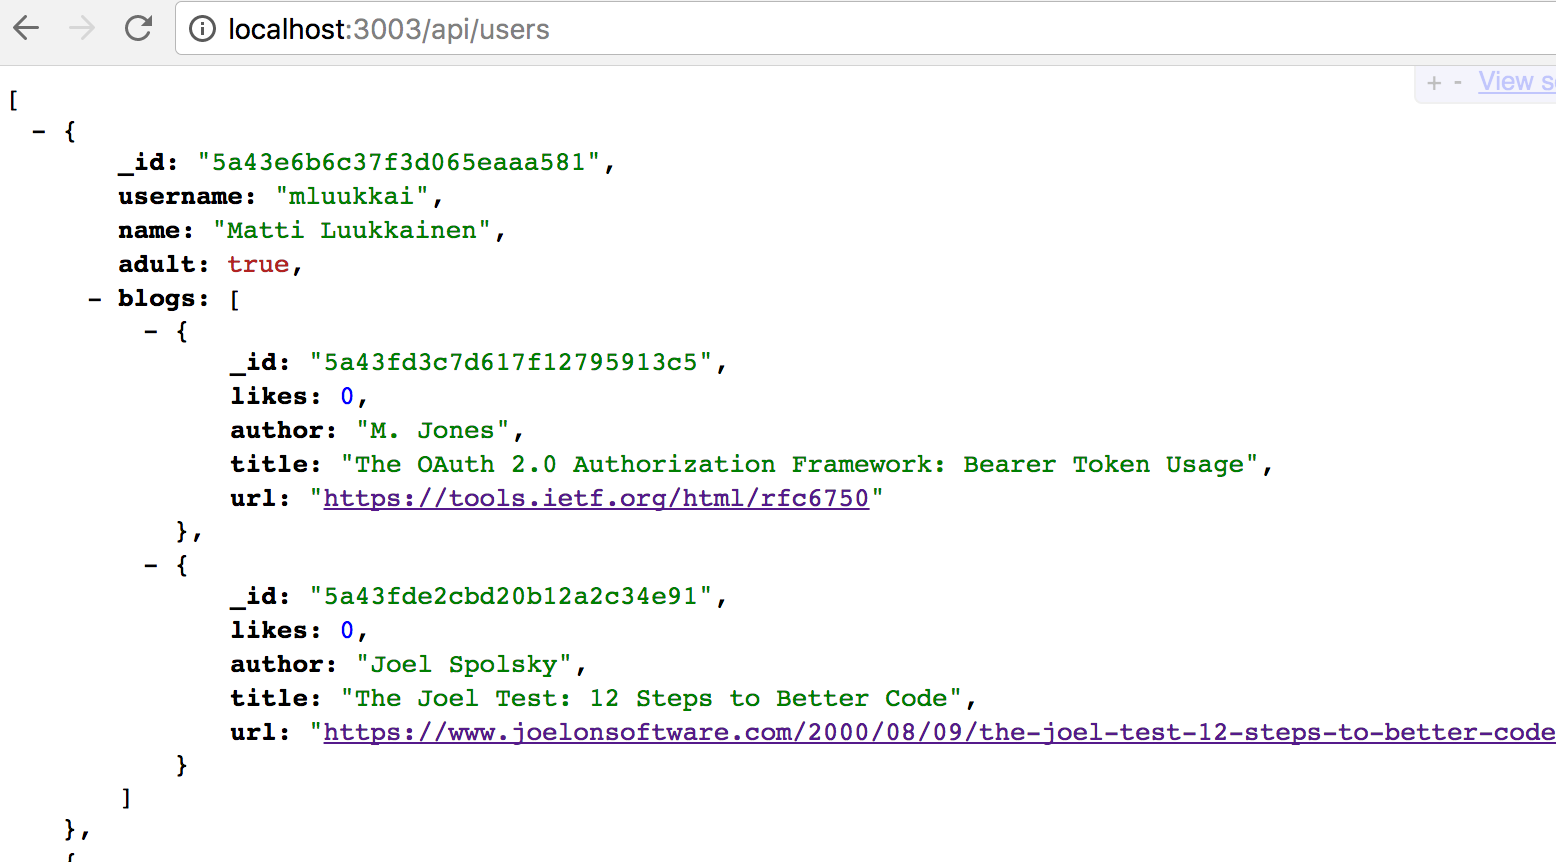 localhost:3003/api/users
+ - View
[
- {
_id: "5a43e6b6c37f3d065eaaa581",
username: "mluukkai",
name: "Matti Luukkainen",
adult: true,
- blogs: [
- {
_id: "5a43fd3c7d617f12795913c5",
likes: 0,
author: "M. Jones",
title: "The OAuth 2.0 Authorization Framework: Bearer Token Usage",
url: "https://tools.ietf.org/html/rfc6750"
},
- {
_id: "5a43fde2cbd20b12a2c34e91",
likes: 0,
author: "Joel Spolsky",
title: "The Joel Test: 12 Steps to Better Code",
url: "https://www.joelonsoftware.com/2000/08/09/the-joel-test-12-steps-to-better-code
}
]
},
{